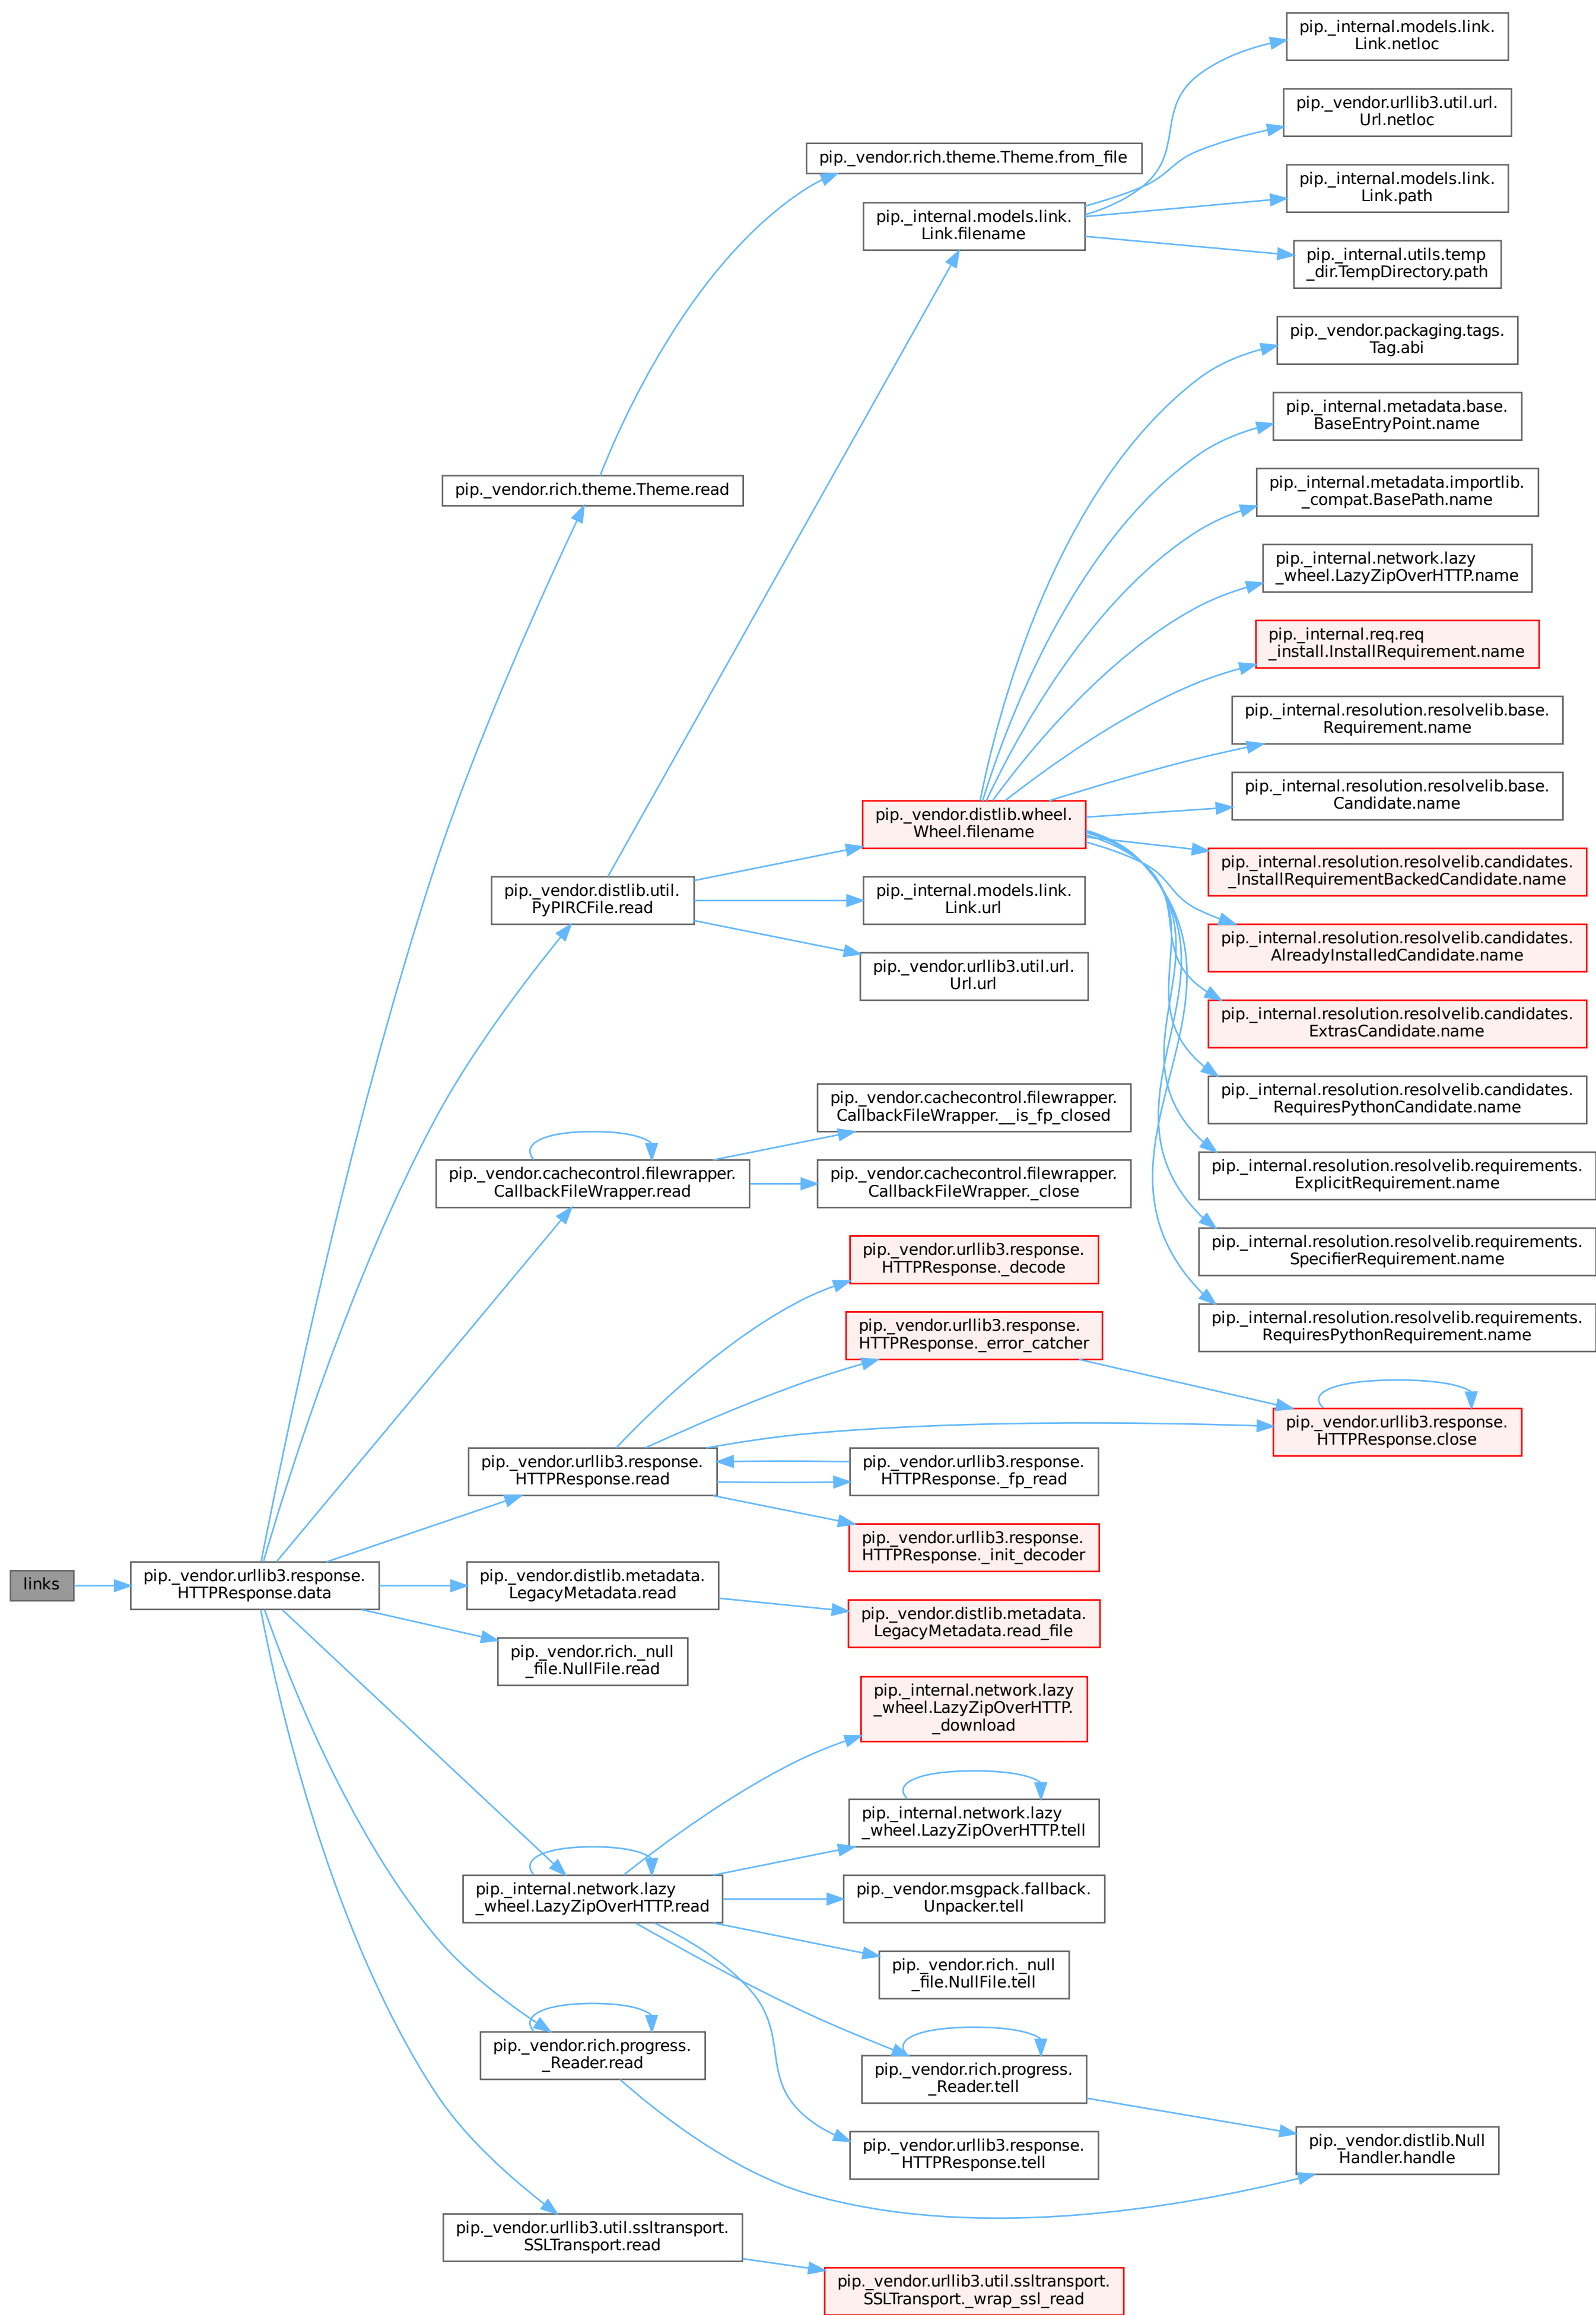 pip._internal.models.link.
Link.netloc
pip._vendor.urllib3.util.url.
Url.netloc
pip._vendor.rich.theme.Theme.from_file
pip._internal.models.link.
Link.path
pip._internal.models.link.
Link.filename
pip._internal.utils.temp
_dir.TempDirectory.path
pip._vendor.packaging.tags.
Tag.abi
pip._internal.metadata.base.
BaseEntryPoint.name
pip._vendor.rich.theme.Theme.read
pip._internal.metadata.importlib.
_compat.BasePath.name
pip._internal.network.lazy
_wheel.LazyZipOverHTTP.name
pip._internal.req.req
_install.InstallRequirement.name
pip._internal.resolution.resolvelib.base.
Requirement.name
pip._internal.resolution.resolvelib.base.
Candidate.name
pip._vendor.distlib.wheel.
Wheel.filename
pip._internal.resolution.resolvelib.candidates.
_InstallRequirementBackedCandidate.name
pip._vendor.distlib.util.
PyPIRCFile.read
pip._internal.models.link.
Link.url
pip._internal.resolution.resolvelib.candidates.
AlreadyInstalledCandidate.name
pip._vendor.urllib3.util.url.
Url.url
pip._internal.resolution.resolvelib.candidates.
ExtrasCandidate.name
pip._internal.resolution.resolvelib.candidates.
RequiresPythonCandidate.name
pip._vendor.cachecontrol.filewrapper.
CallbackFileWrapper.__is_fp_closed
pip._vendor.cachecontrol.filewrapper.
CallbackFileWrapper.read
pip._vendor.cachecontrol.filewrapper.
CallbackFileWrapper._close
pip._internal.resolution.resolvelib.requirements.
ExplicitRequirement.name
pip._internal.resolution.resolvelib.requirements.
SpecifierRequirement.name
pip._vendor.urllib3.response.
HTTPResponse._decode
pip._internal.resolution.resolvelib.requirements.
RequiresPythonRequirement.name
pip._vendor.urllib3.response.
HTTPResponse._error_catcher
pip._vendor.urllib3.response.
HTTPResponse.close
pip._vendor.urllib3.response.
HTTPResponse.read
pip._vendor.urllib3.response.
HTTPResponse._fp_read
pip._vendor.urllib3.response.
HTTPResponse._init_decoder
links
pip._vendor.urllib3.response.
HTTPResponse.data
pip._vendor.distlib.metadata.
LegacyMetadata.read
pip._vendor.distlib.metadata.
LegacyMetadata.read_file
pip._vendor.rich._null
_file.NullFile.read
pip._internal.network.lazy
_wheel.LazyZipOverHTTP.
_download
pip._internal.network.lazy
_wheel.LazyZipOverHTTP.tell
pip._internal.network.lazy
_wheel.LazyZipOverHTTP.read
pip._vendor.msgpack.fallback.
Unpacker.tell
pip._vendor.rich._null
_file.NullFile.tell
pip._vendor.rich.progress.
_Reader.read
pip._vendor.rich.progress.
_Reader.tell
pip._vendor.urllib3.response.
HTTPResponse.tell
pip._vendor.distlib.Null
Handler.handle
pip._vendor.urllib3.util.ssltransport.
SSLTransport.read
pip._vendor.urllib3.util.ssltransport.
SSLTransport._wrap_ssl_read